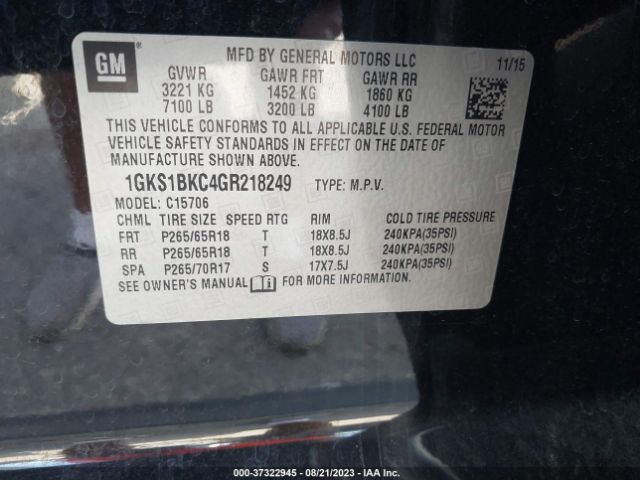 GM
MFD BY GENERAL MOTORS LLC 11/15
GVWR GAWR FRT GAWR RR
3221 KG 1452 KG 1860 KG
7100 LB 3200 LB 4100 LB
THIS VEHICLE CONFORMS TO ALL APPLICABLE U.S. FEDERAL MOTOR
VEHICLE SAFETY STANDARDS IN EFFECT ON THE DATE OF
MANUFACTURE SHOWN HERE.
1GKS1BKC4GR218249 TYPE: M.P.V.
MODEL: C15706
CHML TIRE SIZE SPEED RTG RIM COLD TIRE PRESSURE
FRT P265/65R18 T 18X8.5J 240KPA(35PSI)
RR P265/65R18 T 18X8.5J 240KPA(35PSI)
SPA P265/70R17 S 17X7.5J 240KPA(35PSI)
SEE OWNER'S MANUAL FOR MORE INFORMATION.
000-37322945 - 08/21/2023 - IAA Inc.